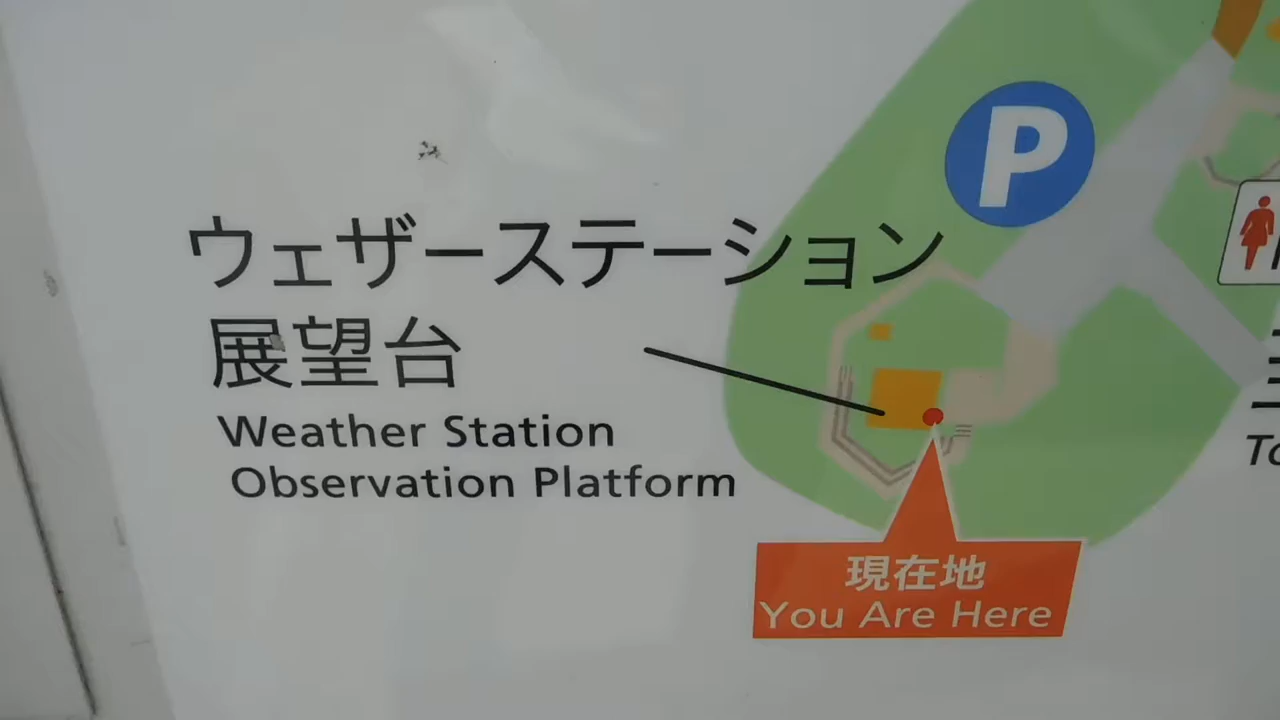 P
ウェザーステーション
展望台
Weather Station
Observation Platform
現在地
You Are Here